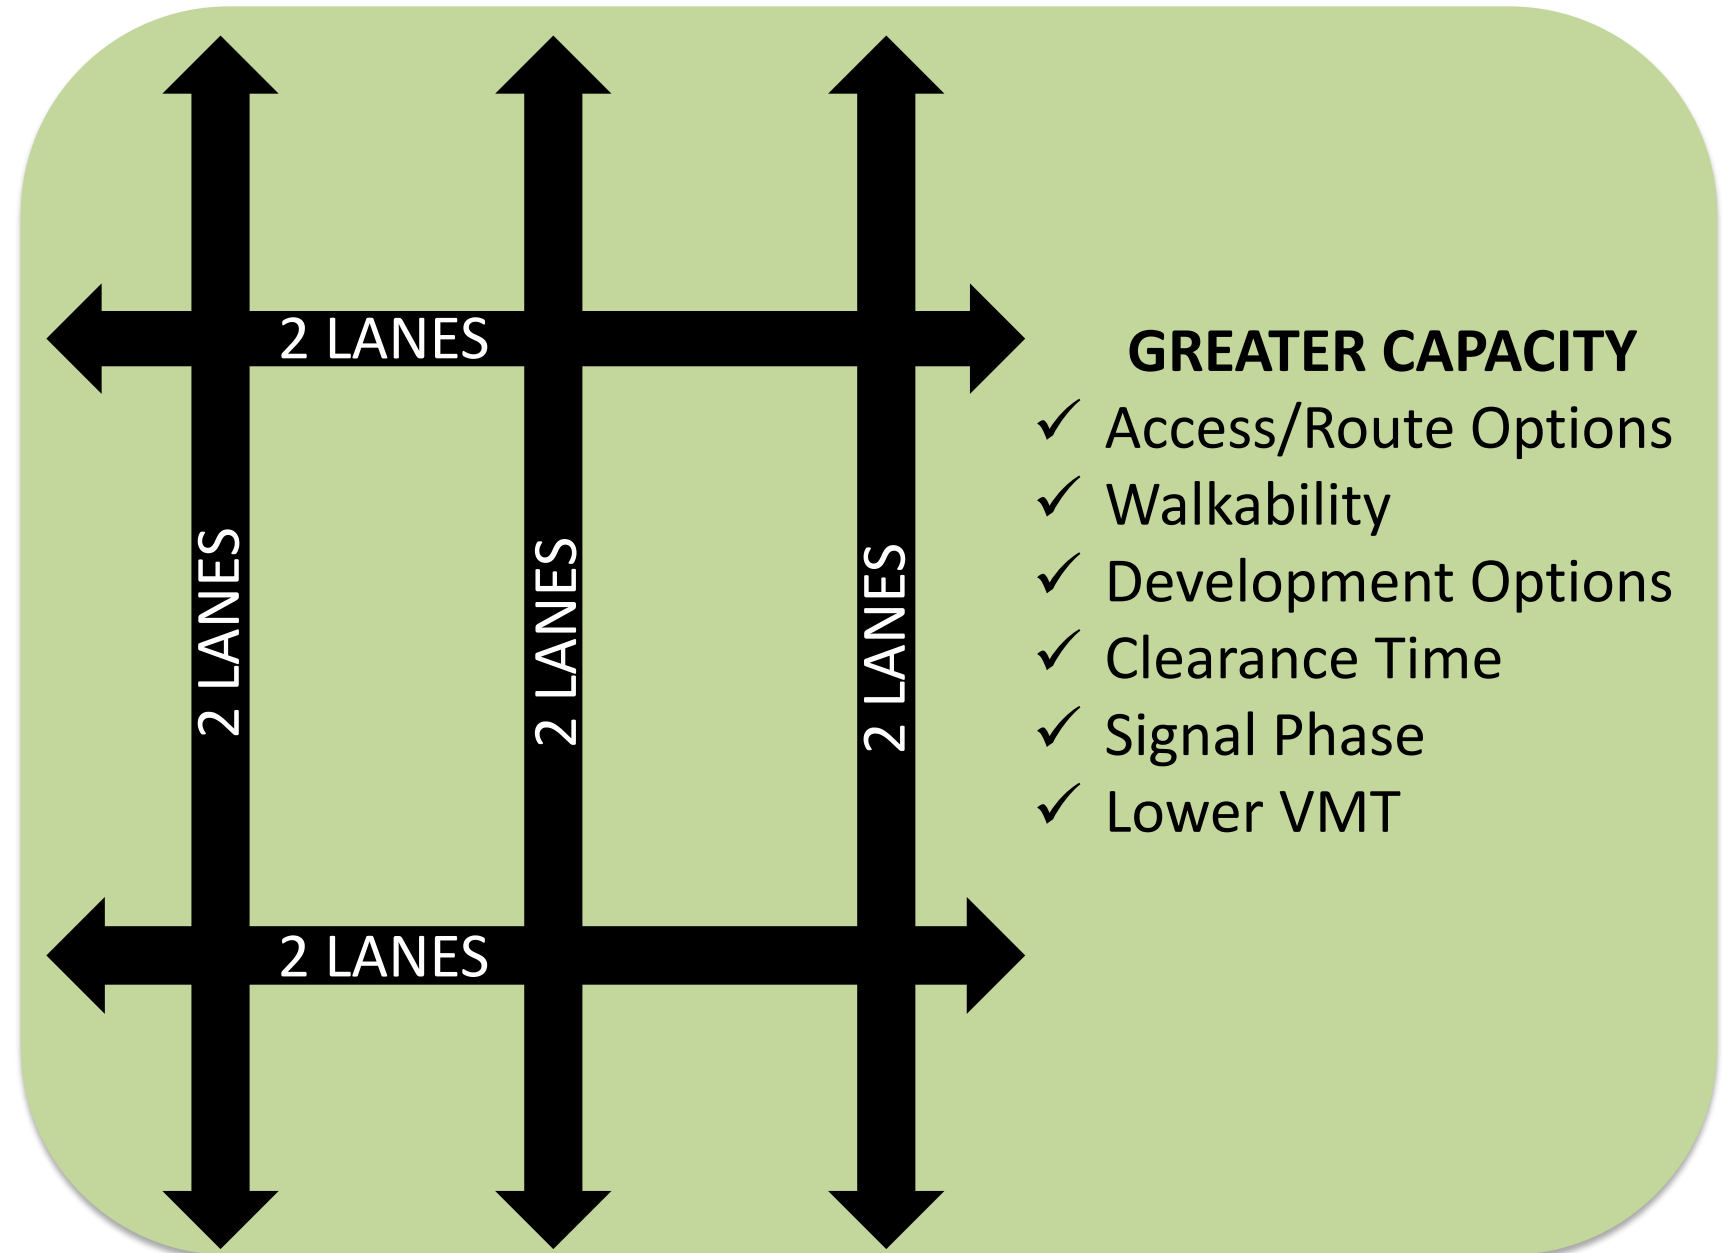 2 LANES
2 LANES
2 LANES
2 LANES
2 LANES
GREATER CAPACITY
✓ Access/Route Options
✓ Walkability
✓ Development Options
✓ Clearance Time
✓ Signal Phase
✓ Lower VMT